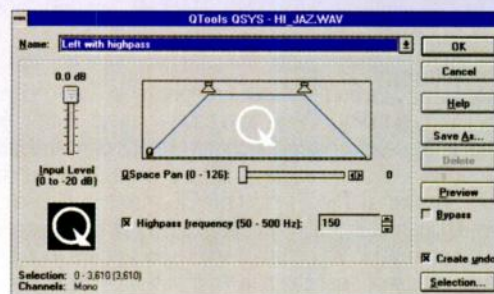 QTools QSYS - HI_JAZ.WAV
Name: Left with highpass
OK
Cancel
Help
Save As...
Delete
Preview
Bypass
Create undo
Selection...
0.0 dB
Input Level
(0 to -20 dB)
Q
Q
QSpace Pan (0 - 126):
0
Q
Highpass frequency (50 - 500 Hz): 150
Selection: 0 - 3.610 (3,610)
Channels: Mono